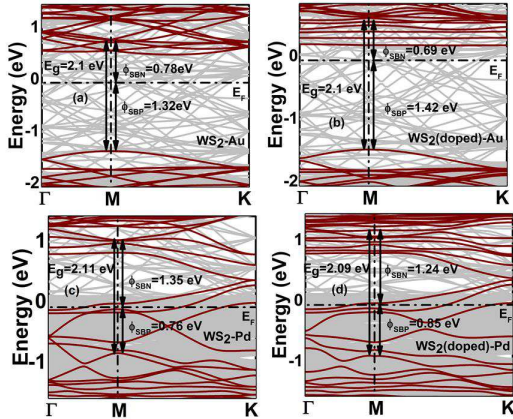 Energy (eV)
1
0
-1
-2
E_g=2.1 eV
ϕ_SBN=0.78eV
E_F
(a)
ϕ_SBP=1.32eV
WS₂-Au
Γ M K
Energy (eV)
1
0
-1
-2
ϕ_SBN=0.69 eV
E_F
E_g=2.1 eV
ϕ_SBP=1.42 eV
(b)
WS₂(doped)-Au
Γ M K
Energy (eV)
1
0
-1
E_g=2.11 eV
ϕ_SBN=1.35 eV
(c)
E_F
ϕ_SBP=0.76 eV
WS₂-Pd
Γ M K
Energy (eV)
1
0
-1
E_g=2.09 eV
ϕ_SBN=1.24 eV
(d)
E_F
ϕ_SBP=0.85 eV
WS₂(doped)-Pd
Γ M K